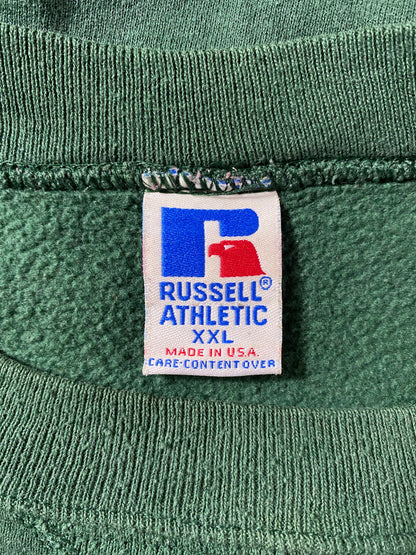 R
RUSSELL®
ATHLETIC
XXL
MADE IN U.S.A.
CARE-CONTENT OVER